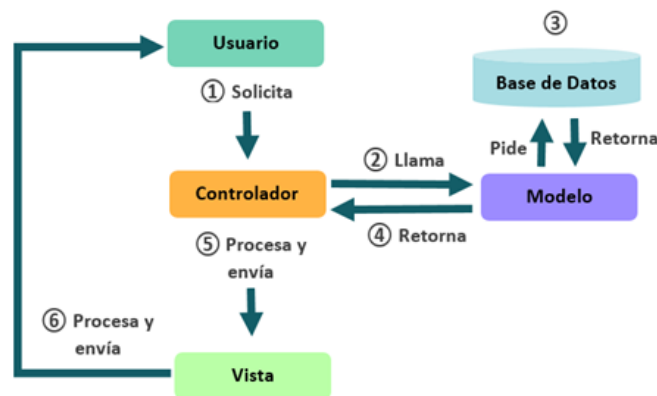 Usuario
① Solicita
③
Base de Datos
Pide
Retorna
② Llama
Controlador
Modelo
④ Retorna
⑤ Procesa y
envía
⑥ Procesa y
envía
Vista